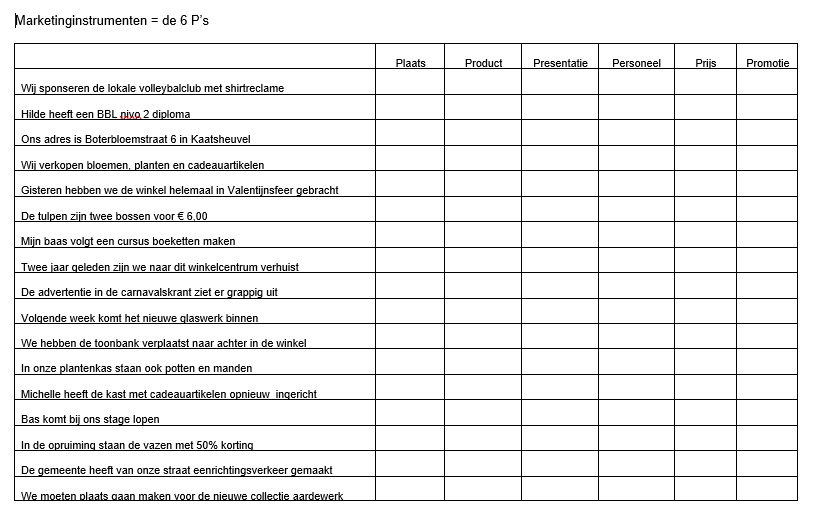 Marketinginstrumenten = de 6 P's
Plaats Product Presentatie Personeel Prijs Promotie
Wij sponseren de lokale volleybalclub met shirtreclame
Hilde heeft een BBL nivo 2 diploma
Ons adres is Boterbloemstraat 6 in Kaatsheuvel
Wij verkopen bloemen, planten en cadeauartikelen
Gisteren hebben we de winkel helemaal in Valentijnsfeer gebracht
De tulpen zijn twee bossen voor € 6,00
Mijn baas volgt een cursus boeketten maken
Twee jaar geleden zijn we naar dit winkelcentrum verhuist
De advertentie in de carnavalskrant ziet er grappig uit
Volgende week komt het nieuwe glaswerk binnen
We hebben de toonbank verplaatst naar achter in de winkel
In onze plantenkas staan ook potten en manden
Michelle heeft de kast met cadeauartikelen opnieuw ingericht
Bas komt bij ons stage lopen
In de opruiming staan de vazen met 50% korting
De gemeente heeft van onze straat eenrichtingsverkeer gemaakt
We moeten plaats gaan maken voor de nieuwe collectie aardewerk